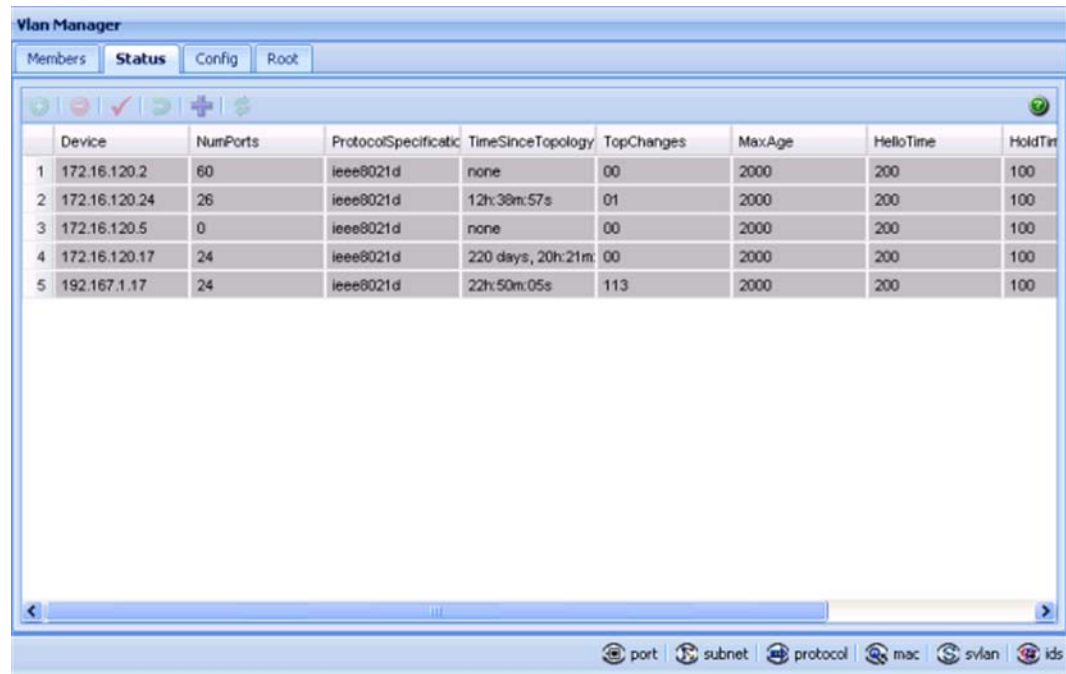 Vlan Manager
Members Status Config Root
Device NumPorts ProtocolSpecificatic TimeSinceTopology TopChanges MaxAge HelloTime HoldTim
1 172.16.120.2 60 ieee8021d none 00 2000 200 100
2 172.16.120.24 26 ieee8021d 12h:38m:57s 01 2000 200 100
3 172.16.120.5 0 ieee8021d none 00 2000 200 100
4 172.16.120.17 24 ieee8021d 220 days, 20h:21m: 00 2000 200 100
5 192.167.1.17 24 ieee8021d 22h:50m:05s 113 2000 200 100
port subnet protocol mac svlan ids